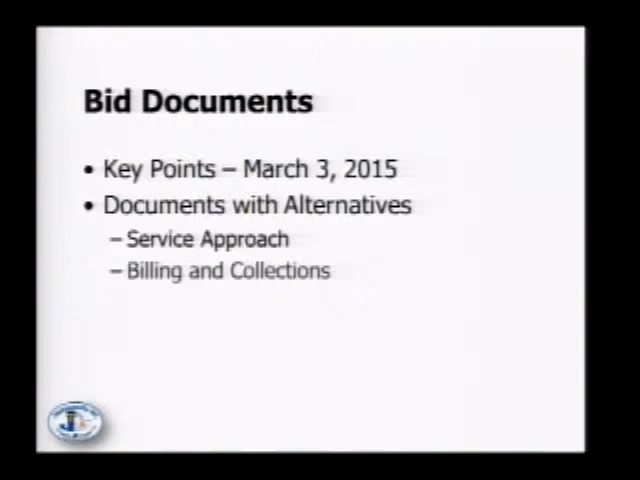 Bid Documents
• Key Points – March 3, 2015
• Documents with Alternatives
– Service Approach
– Billing and Collections